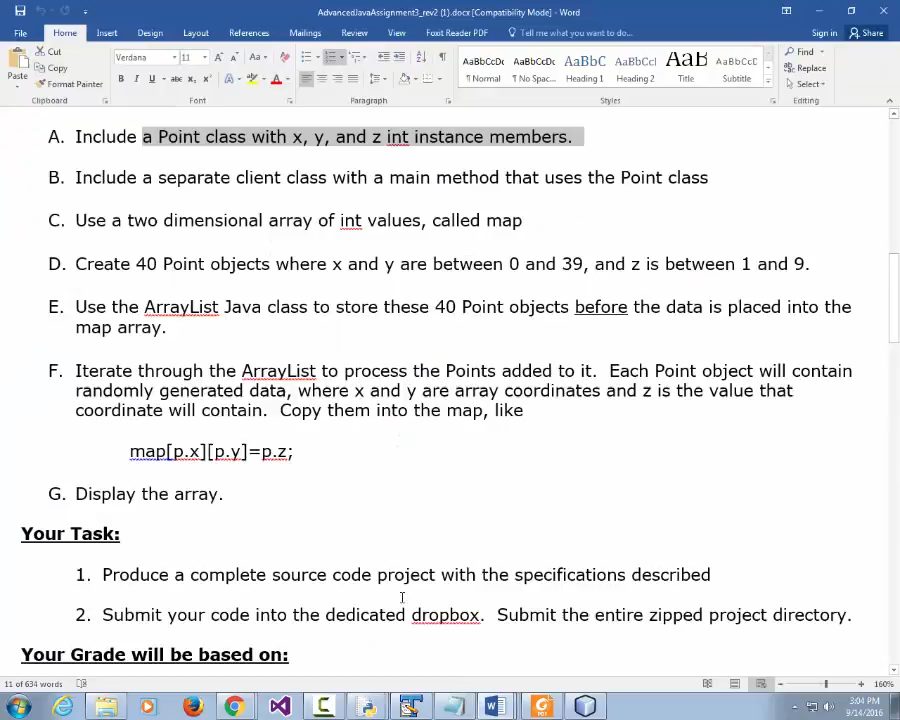 AdvancedJavaAssignment3_rev2 (1).docx [Compatibility Mode] - Word
File Home Insert Design Layout References Mailings Review View Foxit Reader PDF Tell me what you want to do... Sign in Share
Paste Cut Copy Format Painter
Verdana 11 A A Aa
B I U abc x₂ x² A A
AaBbCcDc AaBbCcDc AaBbC AaBbCc AaB AaBbCcD
¶ Normal ¶ No Spac... Heading 1 Heading 2 Title Subtitle
Find Replace Select
Clipboard Font Paragraph Styles Editing
A. Include a Point class with x, y, and z int instance members.
B. Include a separate client class with a main method that uses the Point class
C. Use a two dimensional array of int values, called map
D. Create 40 Point objects where x and y are between 0 and 39, and z is between 1 and 9.
E. Use the ArrayList Java class to store these 40 Point objects before the data is placed into the
map array.
F. Iterate through the ArrayList to process the Points added to it. Each Point object will contain
randomly generated data, where x and y are array coordinates and z is the value that
coordinate will contain. Copy them into the map, like
map[p.x][p.y]=p.z;
G. Display the array.
Your Task:
1. Produce a complete source code project with the specifications described
2. Submit your code into the dedicated dropbox. Submit the entire zipped project directory.
Your Grade will be based on:
11 of 634 words 160%
3:04 PM
9/14/2016